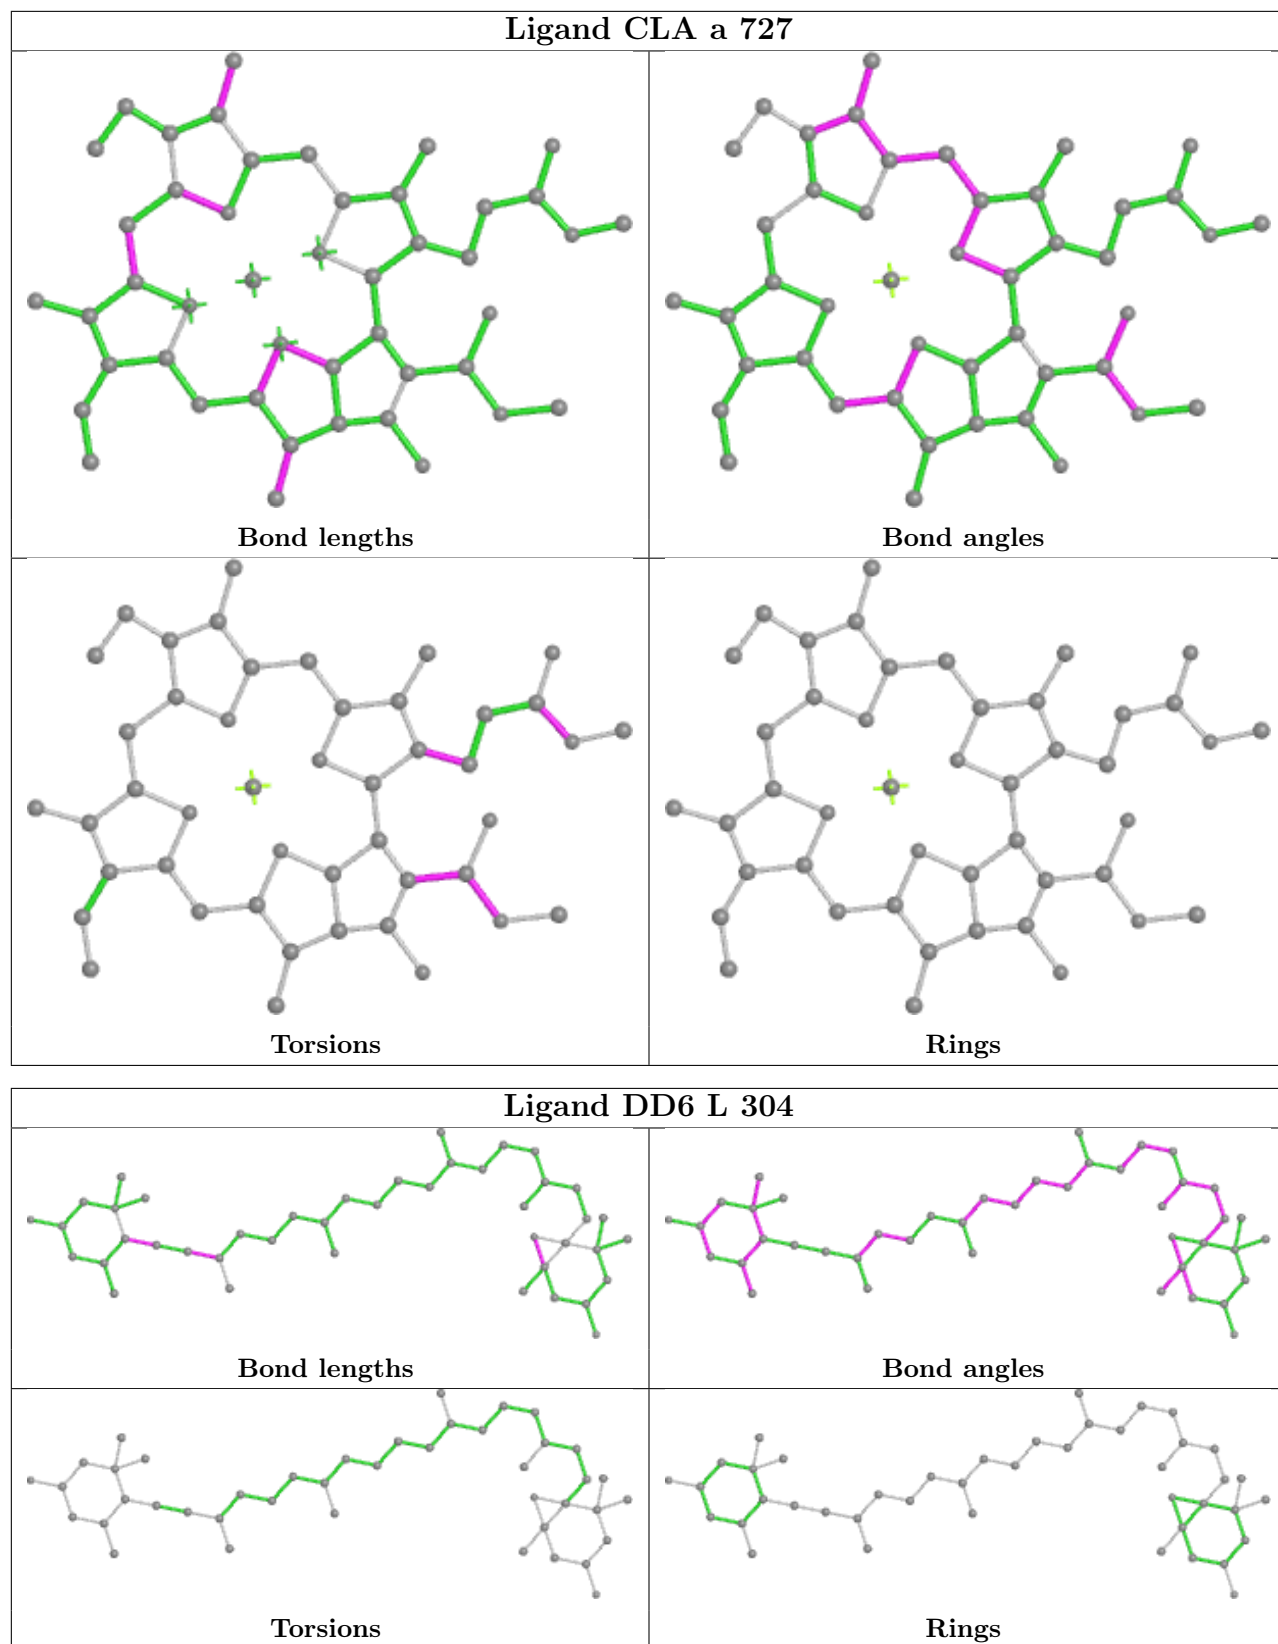 Ligand CLA a 727
Bond lengths
Bond angles
Torsions
Rings
Ligand DD6 L 304
Bond lengths
Bond angles
Torsions
Rings